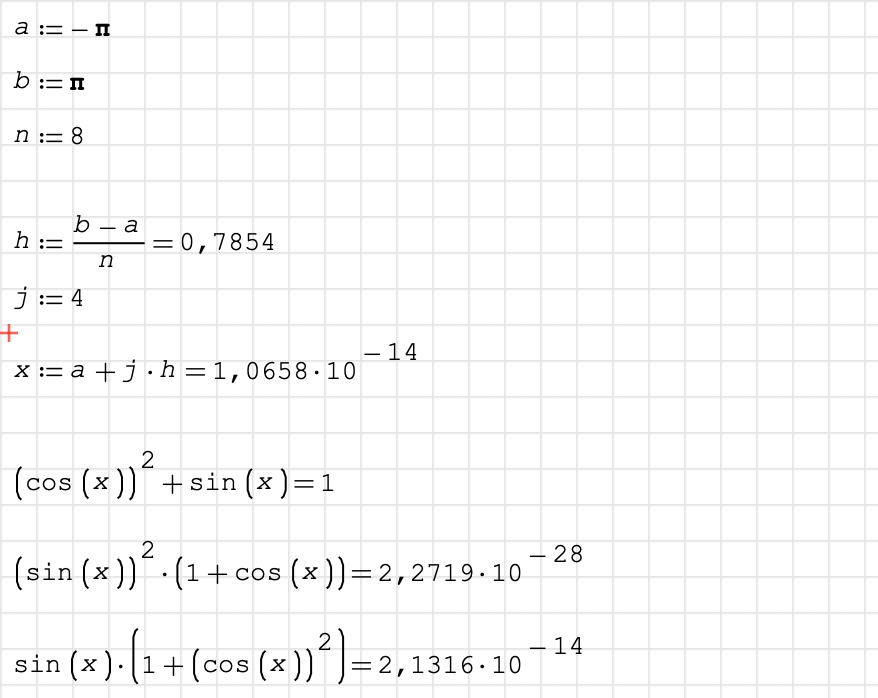 a := - π
b := π
n := 8
h := (b - a)/n = 0,7854
j := 4
x := a + j · h = 1,0658·10^-14
(cos(x))^2 + sin(x) = 1
(sin(x))^2 · (1 + cos(x)) = 2,2719·10^-28
sin(x) · (1 + (cos(x))^2) = 2,1316·10^-14